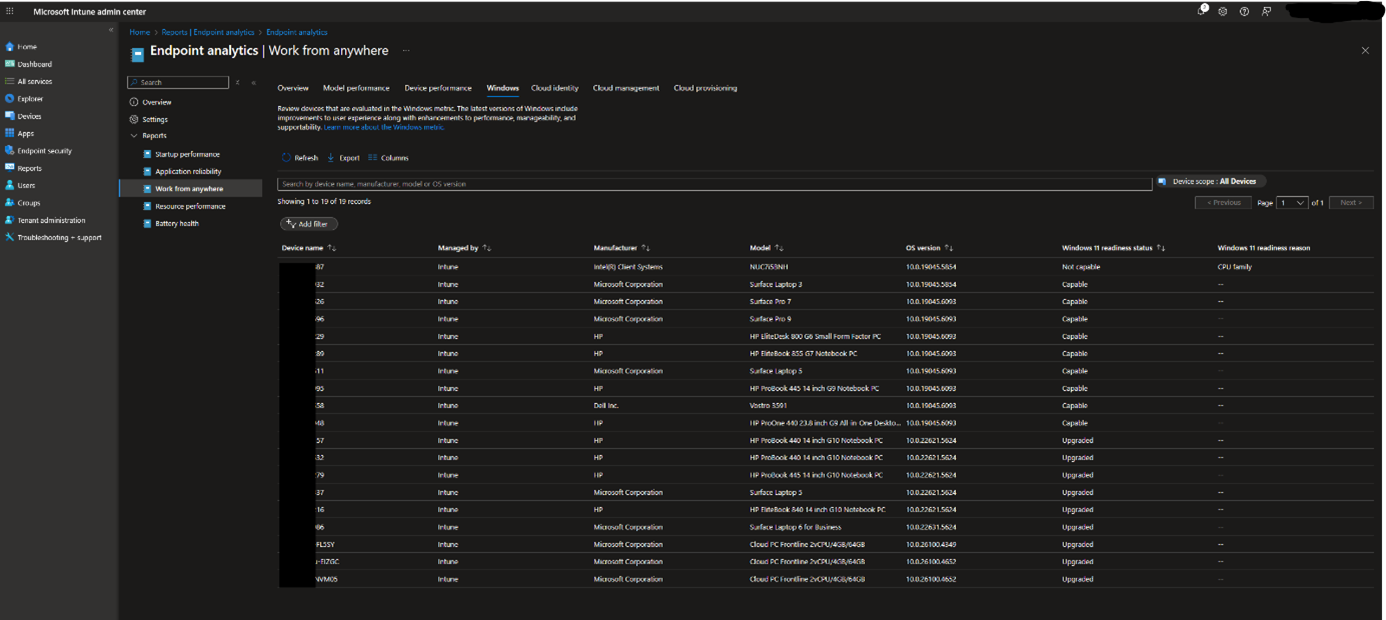 Microsoft Intune admin center
Home > Reports | Endpoint analytics > Endpoint analytics
Endpoint analytics | Work from anywhere ...
Home
Dashboard
All services
Explorer
Devices
Apps
Endpoint security
Reports
Users
Groups
Tenant administration
Troubleshooting + support
Search
Overview
Settings
Reports
Startup performance
Application reliability
Work from anywhere
Resource performance
Battery health
Overview Model performance Device performance Windows Cloud identity Cloud management Cloud provisioning
Review devices that are evaluated in the Windows metric. The latest versions of Windows include
improvements to user experience along with enhancements to performance, manageability, and
supportability. Learn more about the Windows metric
Refresh Export Columns
Search by device name, manufacturer, model or OS version
Device scope : All Devices
Showing 1 to 19 of 19 records
< Previous Page 1 of 1 Next >
Add filter
Device name Managed by Manufacturer Model OS version Windows 11 readiness status Windows 11 readiness reason
87 Intune Intel(R) Client Systems NUC7i5BNH 10.0.19045.5854 Not capable CPU family
32 Intune Microsoft Corporation Surface Laptop 3 10.0.19045.5854 Capable --
26 Intune Microsoft Corporation Surface Pro 7 10.0.19045.6093 Capable --
96 Intune Microsoft Corporation Surface Pro 9 10.0.19045.6093 Capable --
29 Intune HP HP EliteDesk 800 G6 Small Form Factor PC 10.0.19045.6093 Capable --
89 Intune HP HP EliteBook 855 G7 Notebook PC 10.0.19045.6093 Capable --
11 Intune Microsoft Corporation Surface Laptop 5 10.0.19045.6093 Capable --
95 Intune HP HP ProBook 445 14 inch G9 Notebook PC 10.0.19045.6093 Capable --
58 Intune Dell Inc. Vostro 3591 10.0.19045.6093 Capable --
48 Intune HP HP ProOne 440 23.8 inch G9 All-in-One Deskto... 10.0.19045.6093 Capable --
57 Intune HP HP ProBook 440 14 inch G10 Notebook PC 10.0.22621.5624 Upgraded --
32 Intune HP HP ProBook 440 14 inch G10 Notebook PC 10.0.22621.5624 Upgraded --
79 Intune HP HP ProBook 445 14 inch G10 Notebook PC 10.0.22621.5624 Upgraded --
37 Intune Microsoft Corporation Surface Laptop 5 10.0.22621.5624 Upgraded --
16 Intune HP HP EliteBook 840 14 inch G10 Notebook PC 10.0.22621.5624 Upgraded --
86 Intune Microsoft Corporation Surface Laptop 6 for Business 10.0.22631.5624 Upgraded --
FL5SY Intune Microsoft Corporation Cloud PC Frontline 2vCPU/4GB/64GB 10.0.26100.4349 Upgraded --
-EIZGC Intune Microsoft Corporation Cloud PC Frontline 2vCPU/4GB/64GB 10.0.26100.4652 Upgraded --
NVM05 Intune Microsoft Corporation Cloud PC Frontline 2vCPU/4GB/64GB 10.0.26100.4652 Upgraded --